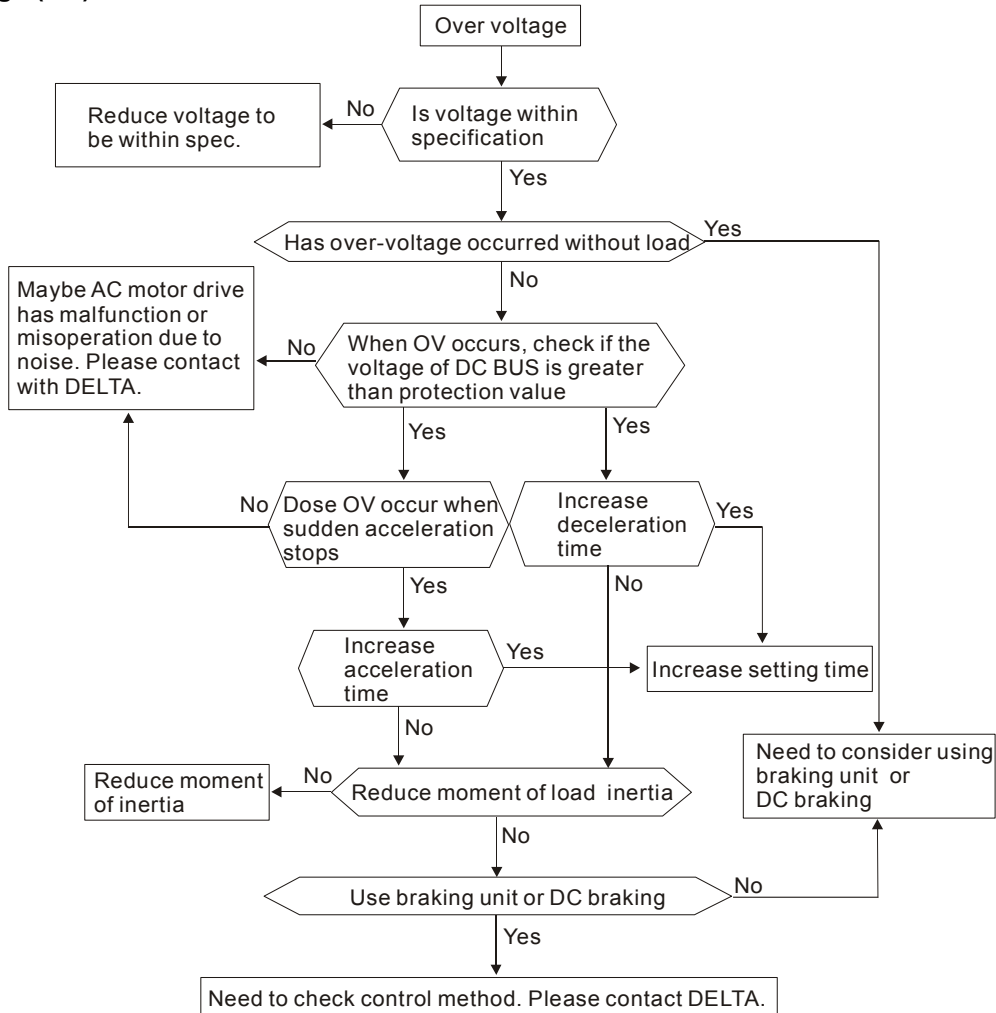 Over voltage
Reduce voltage to
be within spec.
No
Is voltage within
specification
Yes
Has over-voltage occurred without load
Yes
No
Maybe AC motor drive
has malfunction or
misoperation due to
noise. Please contact
with DELTA.
No
When OV occurs, check if the
voltage of DC BUS is greater
than protection value
Yes
Yes
No
Dose OV occur when
sudden acceleration
stops
Increase
deceleration
time
Yes
Yes
No
Increase
acceleration
time
Yes
Increase setting time
No
Need to consider using
braking unit or
DC braking
Reduce moment
of inertia
No
Reduce moment of load inertia
No
Use braking unit or DC braking
No
Yes
Need to check control method. Please contact DELTA.